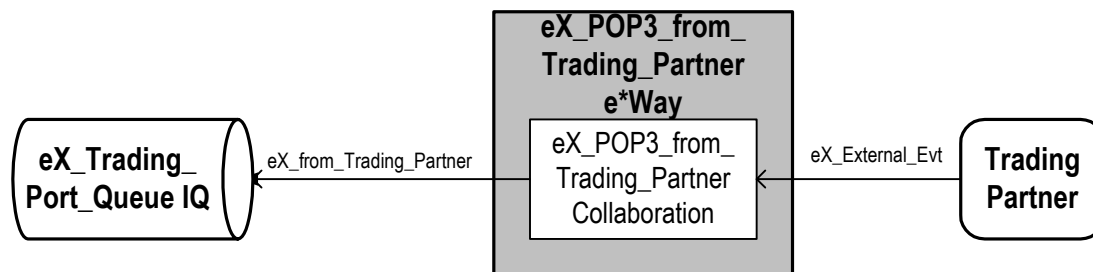 eX_POP3_from_
Trading_Partner
e*Way
eX_Trading_
Port_Queue IQ
eX_from_Trading_Partner
eX_POP3_from_
Trading_Partner
Collaboration
eX_External_Evt
Trading
Partner